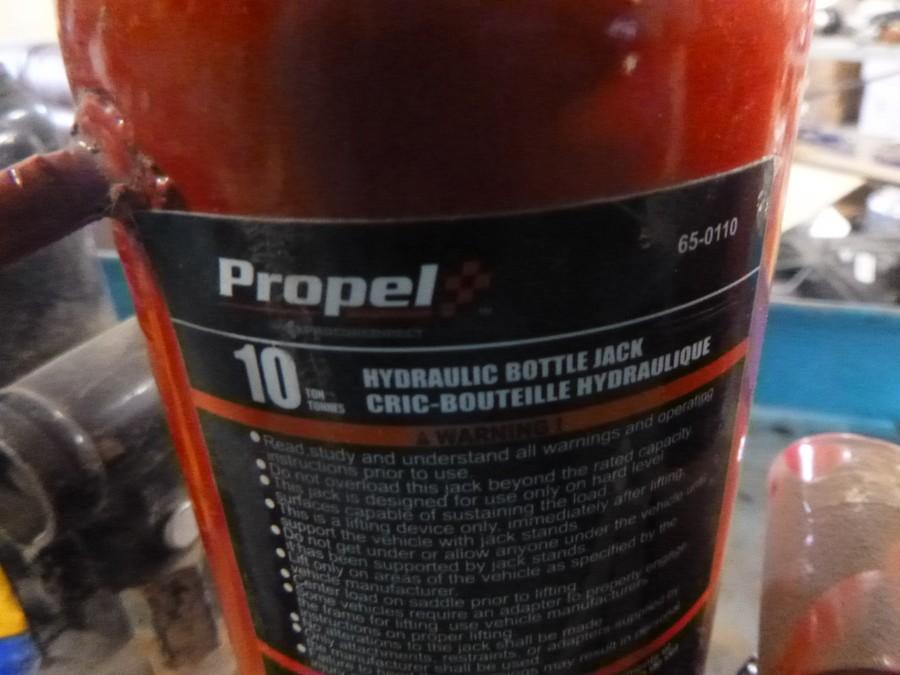 65-0110
Propel
10 TON TONNES
HYDRAULIC BOTTLE JACK
CRIC-BOUTEILLE HYDRAULIQUE
WARNING!
• Read, study and understand all warnings and operating
instructions prior to use.
• Do not overload this jack beyond the rated capacity.
• The jack is designed for use only on hard level
surfaces capable of sustaining the load.
• This is a lifting device only. immediately after lifting,
support the vehicle with jack stands.
• Do not get under or allow anyone under the vehicle until
it has been supported by jack stands.
• Lift only on areas of the vehicle as specified by the
vehicle manufacturer.
• Center load on saddle prior to lifting.
• Some vehicles require an adapter to properly engage
the frame for lifting, use vehicle manufacturer
instructions on proper lifting.
• No alterations to the jack shall be made.
attachments, restraints, or adapters supplied by
manufacturer shall be used
may result in personal